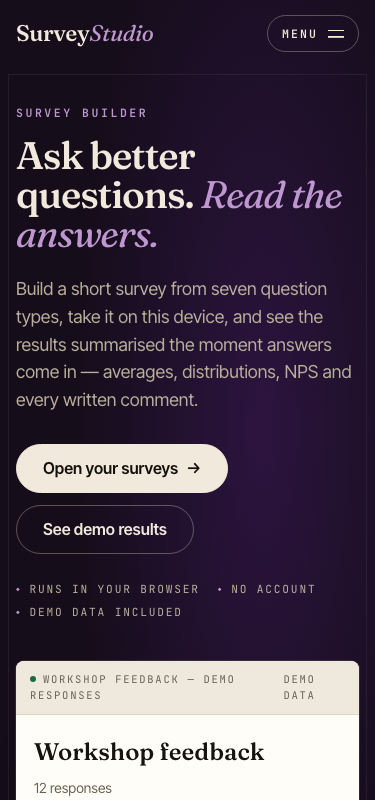 SurveyStudio
MENU
SURVEY BUILDER
Ask better
questions. Read the
answers.
Build a short survey from seven question
types, take it on this device, and see the
results summarised the moment answers
come in — averages, distributions, NPS and
every written comment.
Open your surveys →
See demo results
RUNS IN YOUR BROWSER
NO ACCOUNT
DEMO DATA INCLUDED
WORKSHOP FEEDBACK — DEMO
RESPONSES
DEMO
DATA
Workshop feedback
12 responses